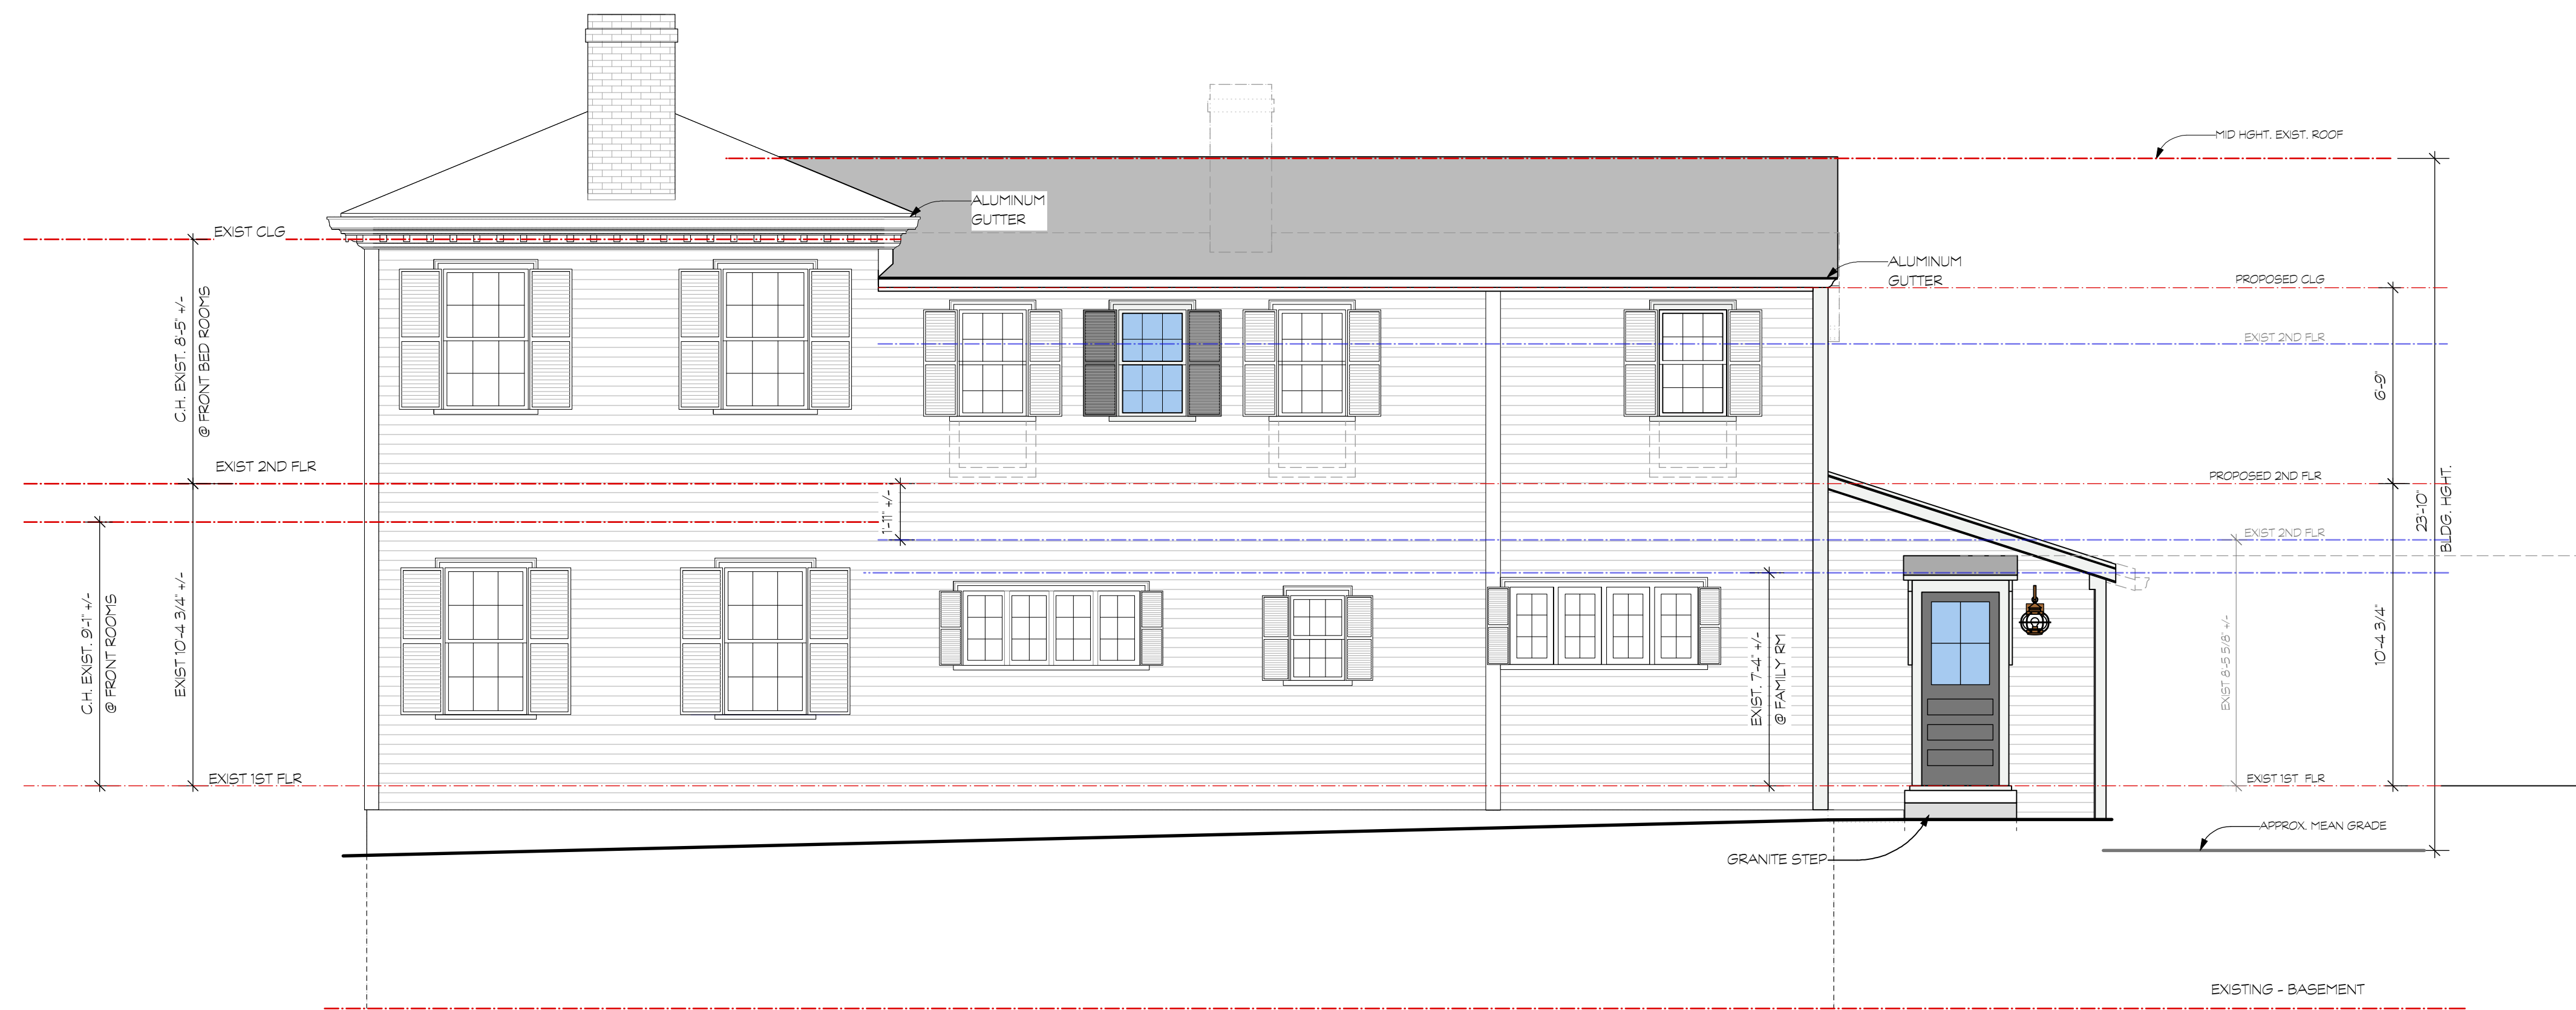 MID HGHT. EXIST. ROOF
ALUMINUM
GUTTER
EXIST CLG
ALUMINUM
GUTTER
PROPOSED CLG
C.H. EXIST. 8'-5" +/-
@ FRONT BED ROOMS
EXIST 2ND FLR
6'-9"
EXIST 2ND FLR
PROPOSED 2ND FLR
23'-10"
BLDG. HGHT.
1'-11" +/-
EXIST 2ND FLR
C.H. EXIST. 9'-1" +/-
@ FRONT ROOMS
EXIST 10'-4 3/4" +/-
EXIST. 7'-4" +/-
@ FAMILY RM
EXIST 8'-5 5/8" +/-
10'-4 3/4"
EXIST 1ST FLR
EXIST 1ST FLR
APPROX. MEAN GRADE
GRANITE STEP
EXISTING - BASEMENT